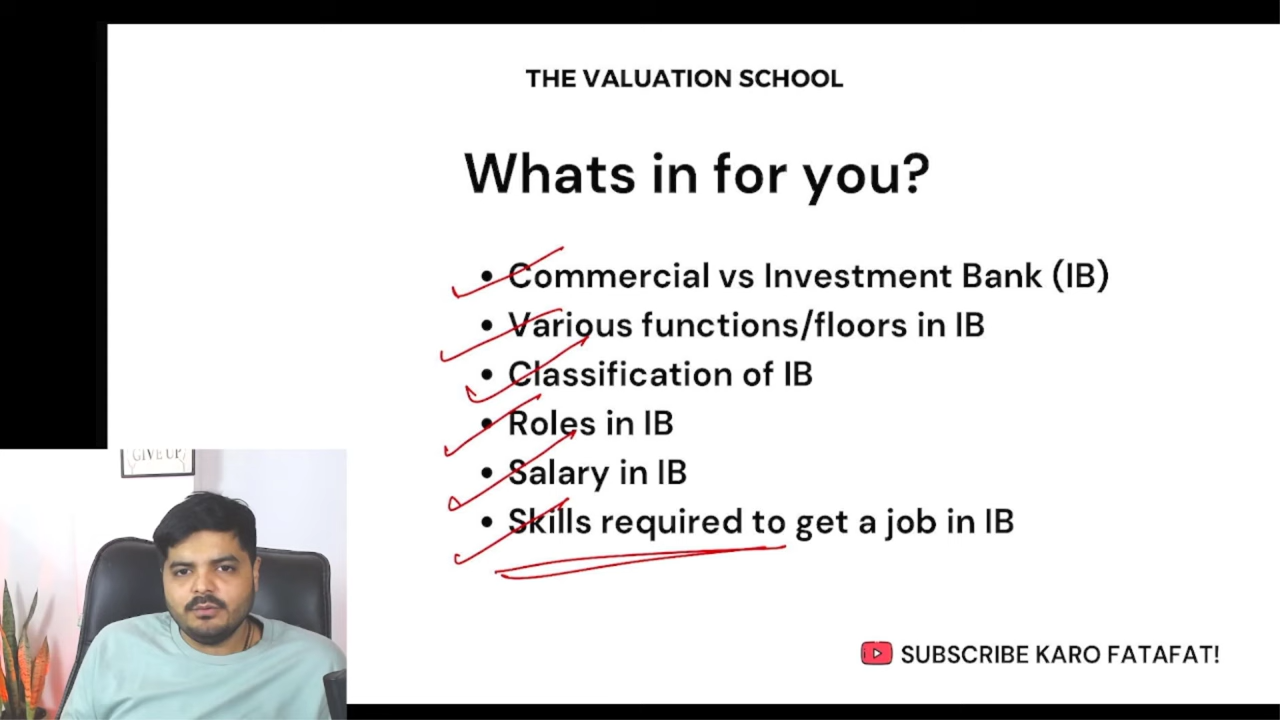 THE VALUATION SCHOOL
Whats in for you?
• Commercial vs Investment Bank (IB)
• Various functions/floors in IB
• Classification of IB
• Roles in IB
• Salary in IB
• Skills required to get a job in IB
GIVE UP
SUBSCRIBE KARO FATAFAT!